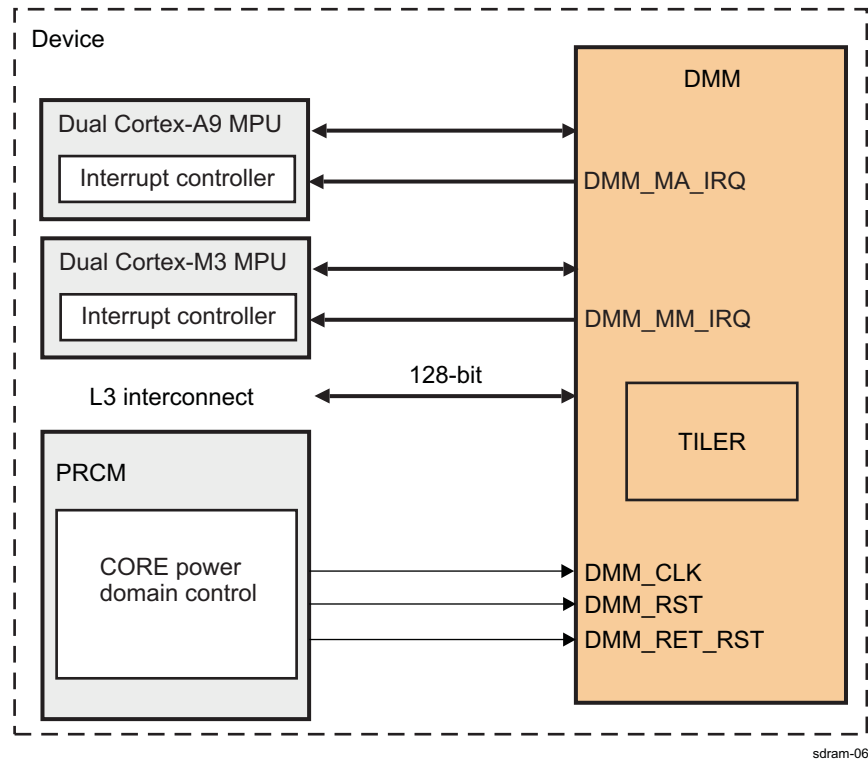 Device
DMM
Dual Cortex-A9 MPU
Interrupt controller
DMM_MA_IRQ
Dual Cortex-M3 MPU
Interrupt controller
DMM_MM_IRQ
128-bit
L3 interconnect
TILER
PRCM
CORE power
domain control
DMM_CLK
DMM_RST
DMM_RET_RST
sdram-06